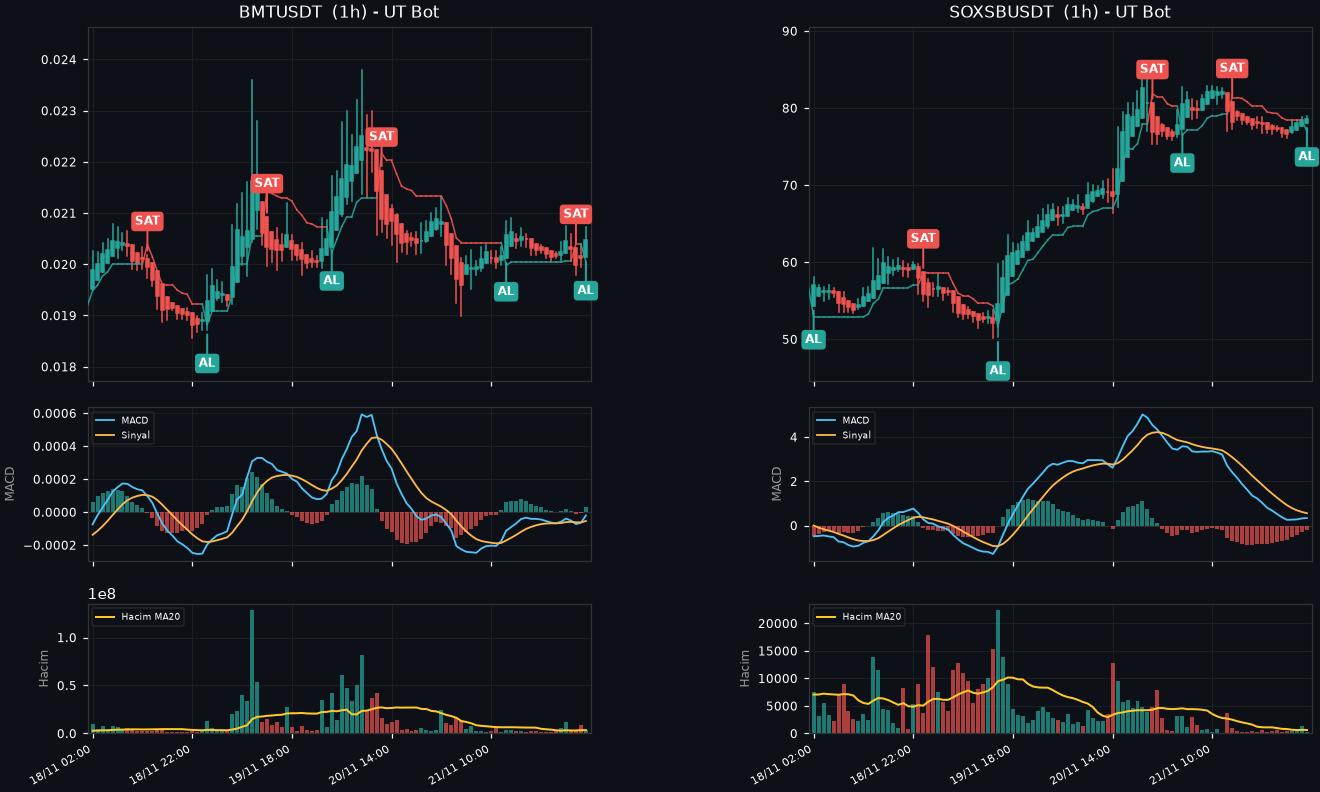 BMTUSDT  (1h) - UT Bot
0.024
0.023
0.022
0.021
0.020
0.019
0.018
SAT
SAT
SAT
SAT
AL
AL
AL
AL
MACD
0.0006
0.0004
0.0002
0.0000
−0.0002
MACD
Sinyal
Hacim
1e8
1.0
0.5
0.0
Hacim MA20
18/11 02:00
18/11 22:00
19/11 18:00
20/11 14:00
21/11 10:00
SOXSBUSDT  (1h) - UT Bot
90
80
70
60
50
SAT
SAT
SAT
AL
AL
AL
AL
MACD
4
2
0
MACD
Sinyal
Hacim
20000
15000
10000
5000
0
Hacim MA20
18/11 02:00
18/11 22:00
19/11 18:00
20/11 14:00
21/11 10:00